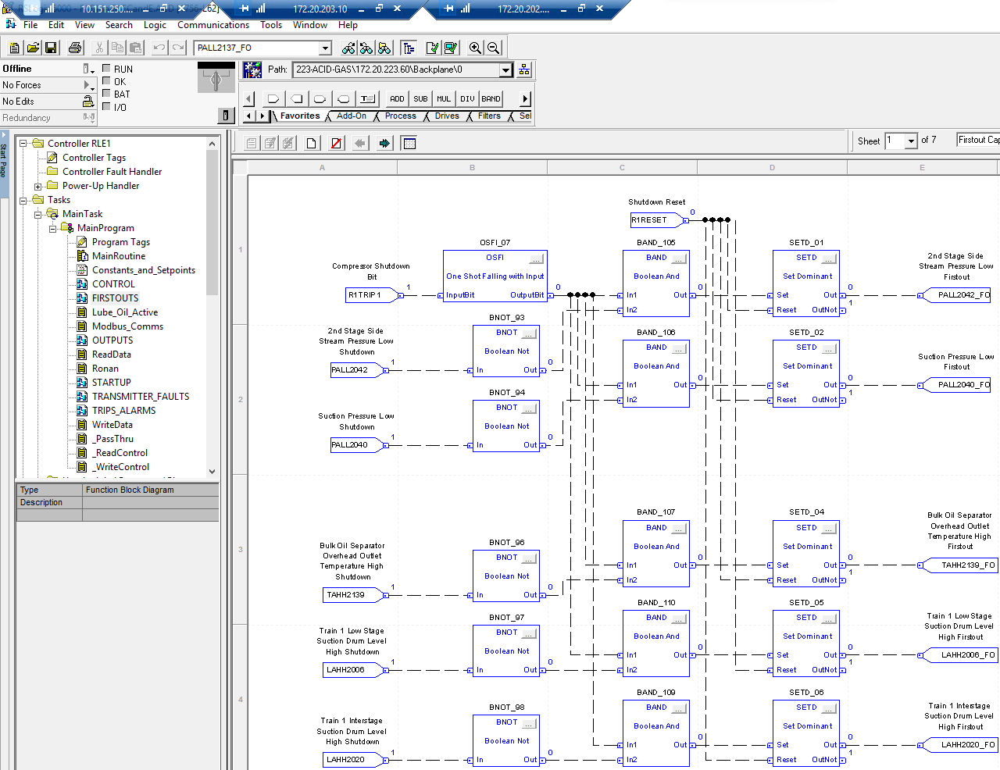 10.151.250....
172.20.203.10
172.20.202....
File Edit View Search Logic Communications Tools Window Help
PALL2137_FO
Offline
RUN
No Forces
OK
No Edits
BAT
Redundancy
I/O
Path: 223-ACID-GAS\172.20.223.60\Backplane\0
ADD SUB MUL DIV BAND
Favorites Add-On Process Drives Filters Sel
Start Page
Controller RLE1
Controller Tags
Controller Fault Handler
Power-Up Handler
Tasks
MainTask
MainProgram
Program Tags
MainRoutine
Constants_and_Setpoints
CONTROL
FIRSTOUTS
Lube_Oil_Active
Modbus_Comms
OUTPUTS
ReadData
Ronan
STARTUP
TRANSMITTER_FAULTS
TRIPS_ALARMS
WriteData
_PassThru
_ReadControl
_WriteControl
Type Function Block Diagram
Description
Sheet 1 of 7 Firstout Cap
A B C D E
1
2
3
4
Shutdown Reset
R1RESET
0
Compressor Shutdown
Bit
R1TRIP1
1
OSFI_07
OSFI ...
One Shot Falling with Input
InputBit OutputBit
0
BAND_105
BAND ...
Boolean And
In1 Out
In2
0
SETD_01
SETD ...
Set Dominant
Set Out
Reset OutNot
0
1
2nd Stage Side
Stream Pressure Low
Firstout
PALL2042_FO
2nd Stage Side
Stream Pressure Low
Shutdown
PALL2042
1
BNOT_93
BNOT ...
Boolean Not
In Out
0
BAND_106
BAND ...
Boolean And
In1 Out
In2
0
SETD_02
SETD ...
Set Dominant
Set Out
Reset OutNot
0
1
Suction Pressure Low
Firstout
PALL2040_FO
Suction Pressure Low
Shutdown
PALL2040
1
BNOT_94
BNOT ...
Boolean Not
In Out
0
Bulk Oil Separator
Overhead Outlet
Temperature High
Shutdown
TAHH2139
1
BNOT_96
BNOT ...
Boolean Not
In Out
0
BAND_107
BAND ...
Boolean And
In1 Out
In2
0
SETD_04
SETD ...
Set Dominant
Set Out
Reset OutNot
0
1
Bulk Oil Separator
Overhead Outlet
Temperature High
Firstout
TAHH2139_FO
Train 1 Low Stage
Suction Drum Level
High Shutdown
LAHH2006
1
BNOT_97
BNOT ...
Boolean Not
In Out
0
BAND_110
BAND ...
Boolean And
In1 Out
In2
0
SETD_05
SETD ...
Set Dominant
Set Out
Reset OutNot
0
1
Train 1 Low Stage
Suction Drum Level
High Firstout
LAHH2006_FO
Train 1 Interstage
Suction Drum Level
High Shutdown
LAHH2020
1
BNOT_98
BNOT ...
Boolean Not
In Out
0
BAND_109
BAND ...
Boolean And
In1 Out
In2
0
SETD_06
SETD ...
Set Dominant
Set Out
Reset OutNot
0
1
Train 1 Interstage
Suction Drum Level
High Firstout
LAHH2020_FO